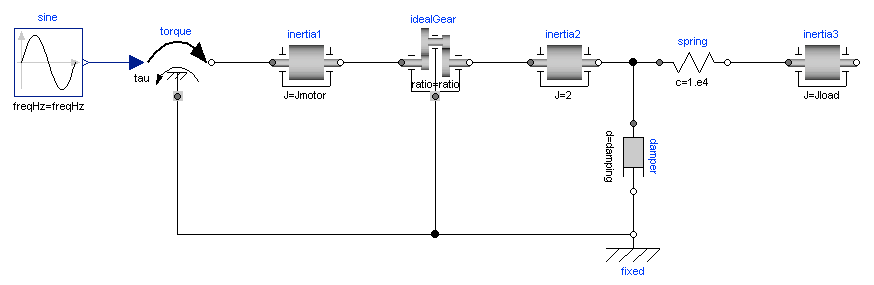 sine
freqHz=freqHz
torque
tau
inertia1
J=Jmotor
idealGear
ratio=ratio
inertia2
J=2
spring
c=1.e4
inertia3
J=Jload
damper
d=damping
fixed